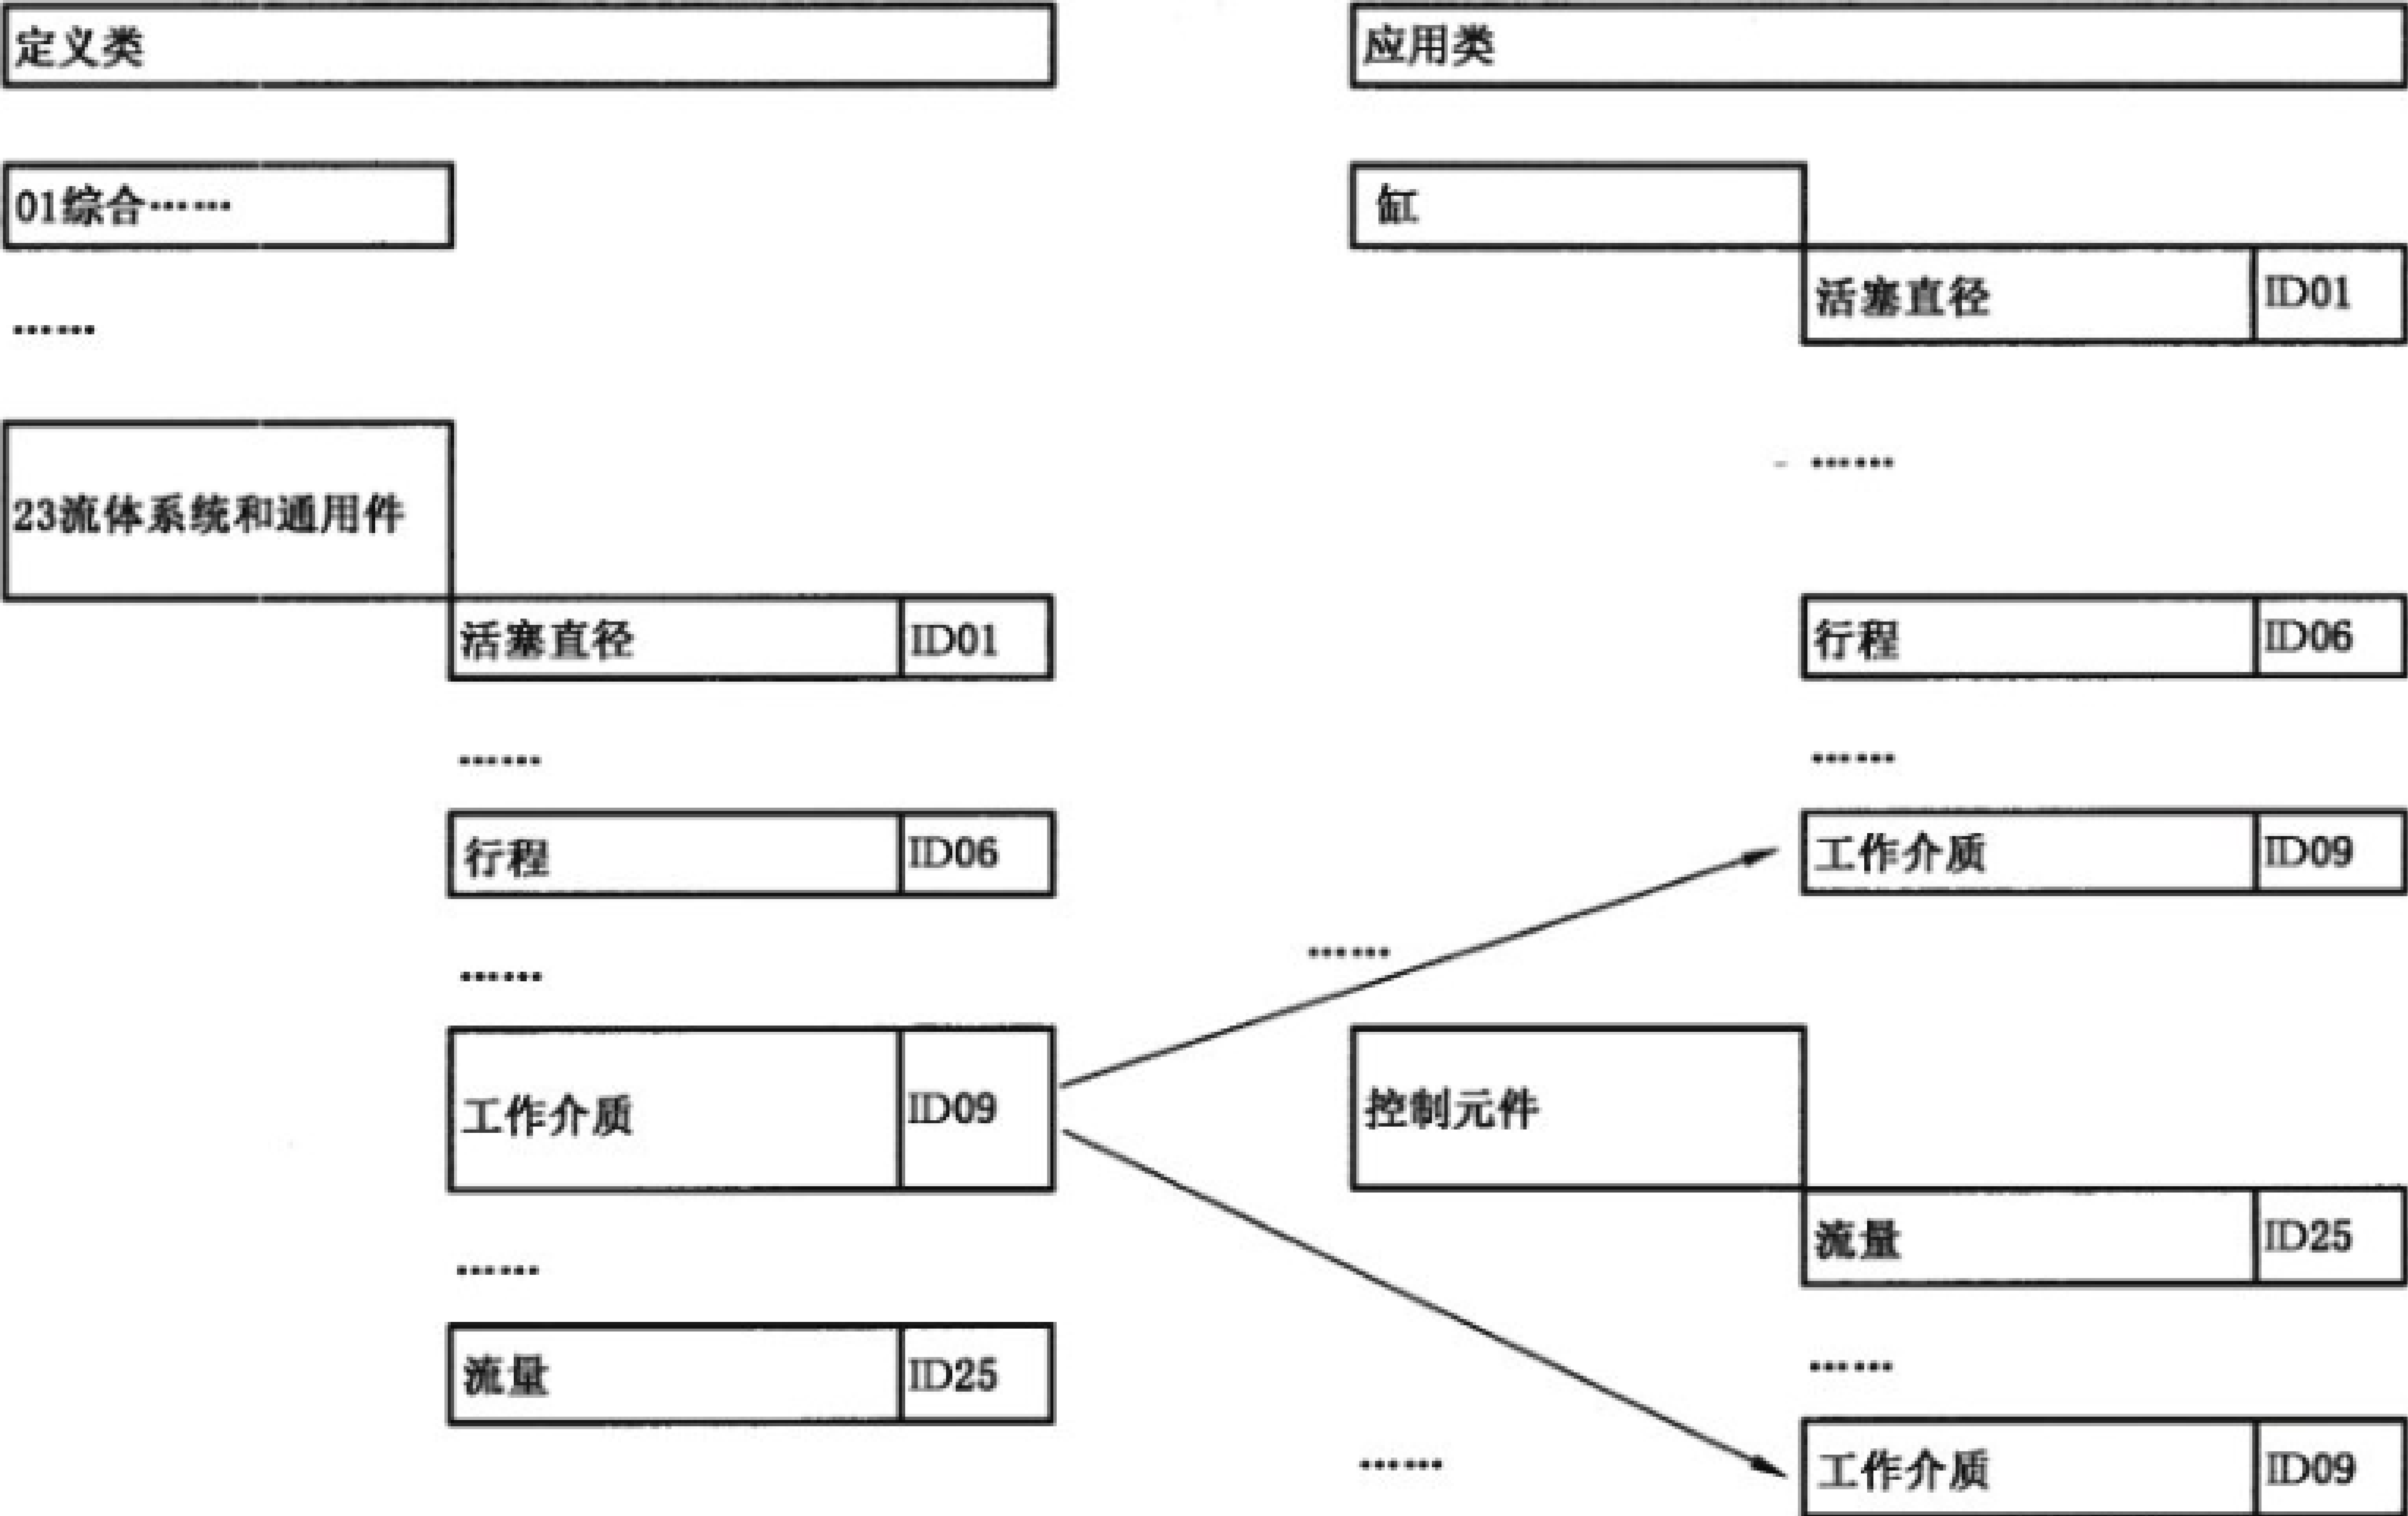 定义类
01综合……
……
23流体系统和通用件
活塞直径 ID01
……
行程 ID06
……
工作介质 ID09
……
流量 ID25
应用类
缸
活塞直径 ID01
……
行程 ID06
……
工作介质 ID09
……
控制元件
流量 ID25
……
工作介质 ID09
……